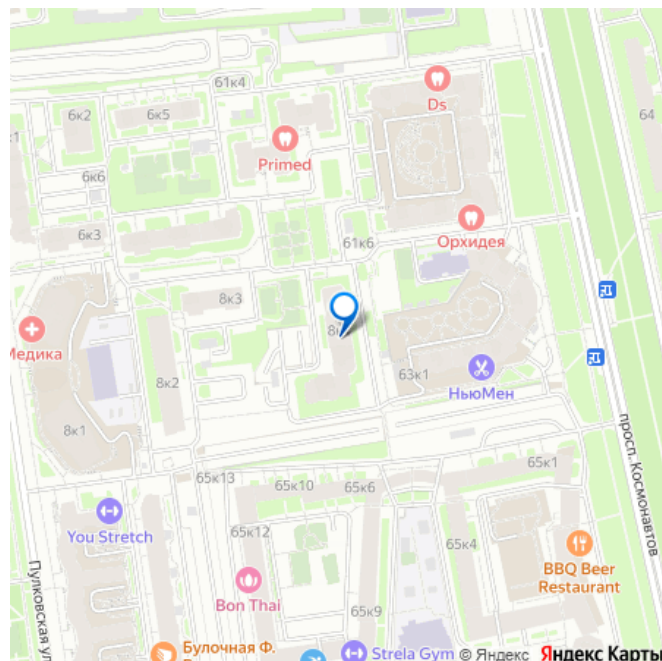 61к4
6к2
6к5
Ds
64
к1
Primed
6к6
6к3
61к6
Орхидея
8к3
8к
Медика
8к2
63к1
НьюМен
8к1
просп. Космонавтов
65к13
65к10
65к6
65к1
You Stretch
65к12
65к4
BBQ Beer
Restaurant
Bon Thai
65к9
Пулковская ул
Булочная Ф.
Strela Gym
© Яндекс Яндекс Карты